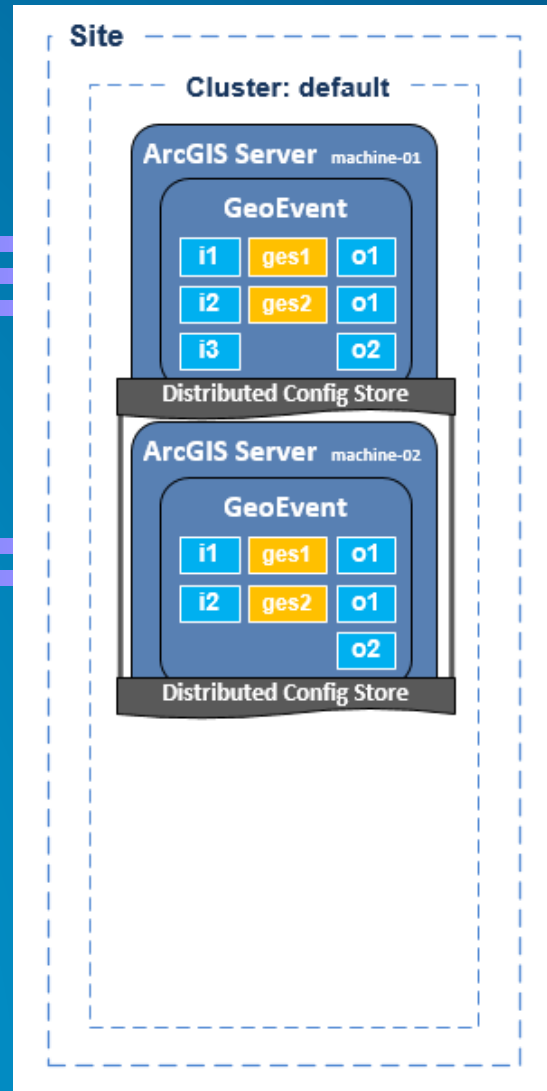 Site
Cluster: default
ArcGIS Server machine-01
GeoEvent
i1 ges1 o1
i2 ges2 o1
i3 o2
Distributed Config Store
ArcGIS Server machine-02
GeoEvent
i1 ges1 o1
i2 ges2 o1
o2
Distributed Config Store